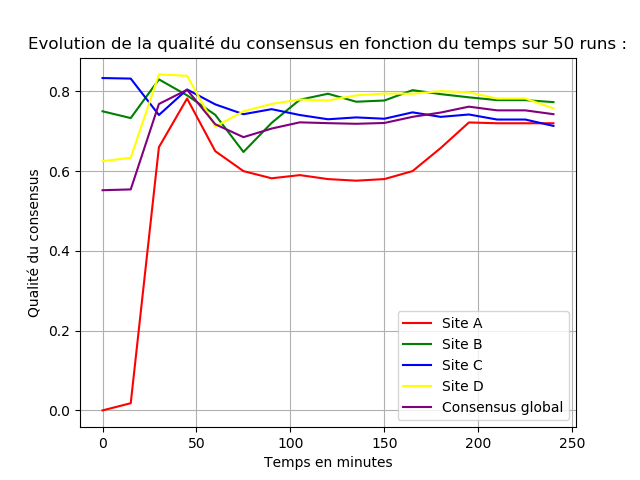 Evolution de la qualité du consensus en fonction du temps sur 50 runs :
Qualité du consensus
0.8
0.6
0.4
0.2
0.0
Site A
Site B
Site C
Site D
Consensus global
0 50 100 150 200 250
Temps en minutes